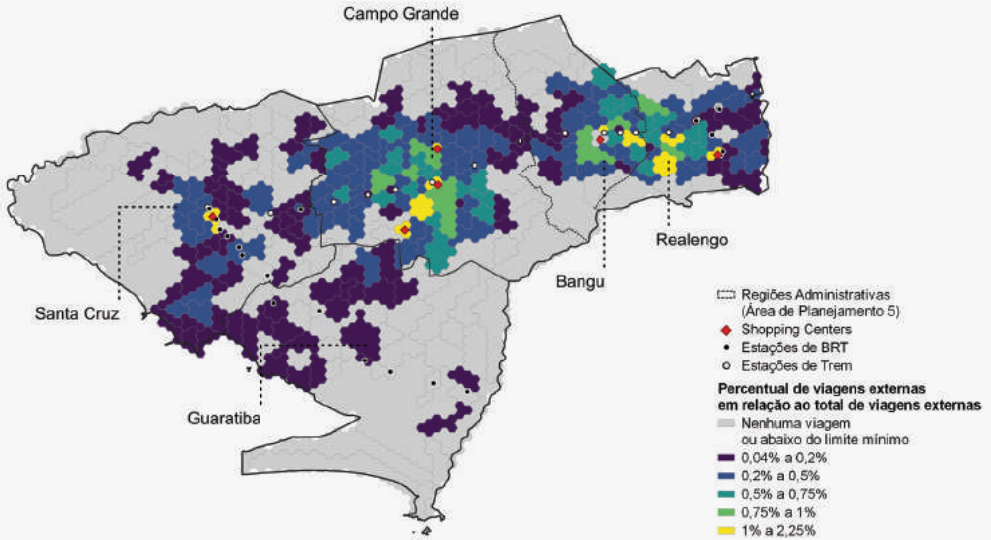 Campo Grande
Realengo
Bangu
Santa Cruz
Guaratiba
Regiões Administrativas
(Área de Planejamento 5)
Shopping Centers
Estações de BRT
Estações de Trem
Percentual de viagens externas
em relação ao total de viagens externas
Nenhuma viagem
ou abaixo do limite mínimo
0,04% a 0,2%
0,2% a 0,5%
0,5% a 0,75%
0,75% a 1%
1% a 2,25%